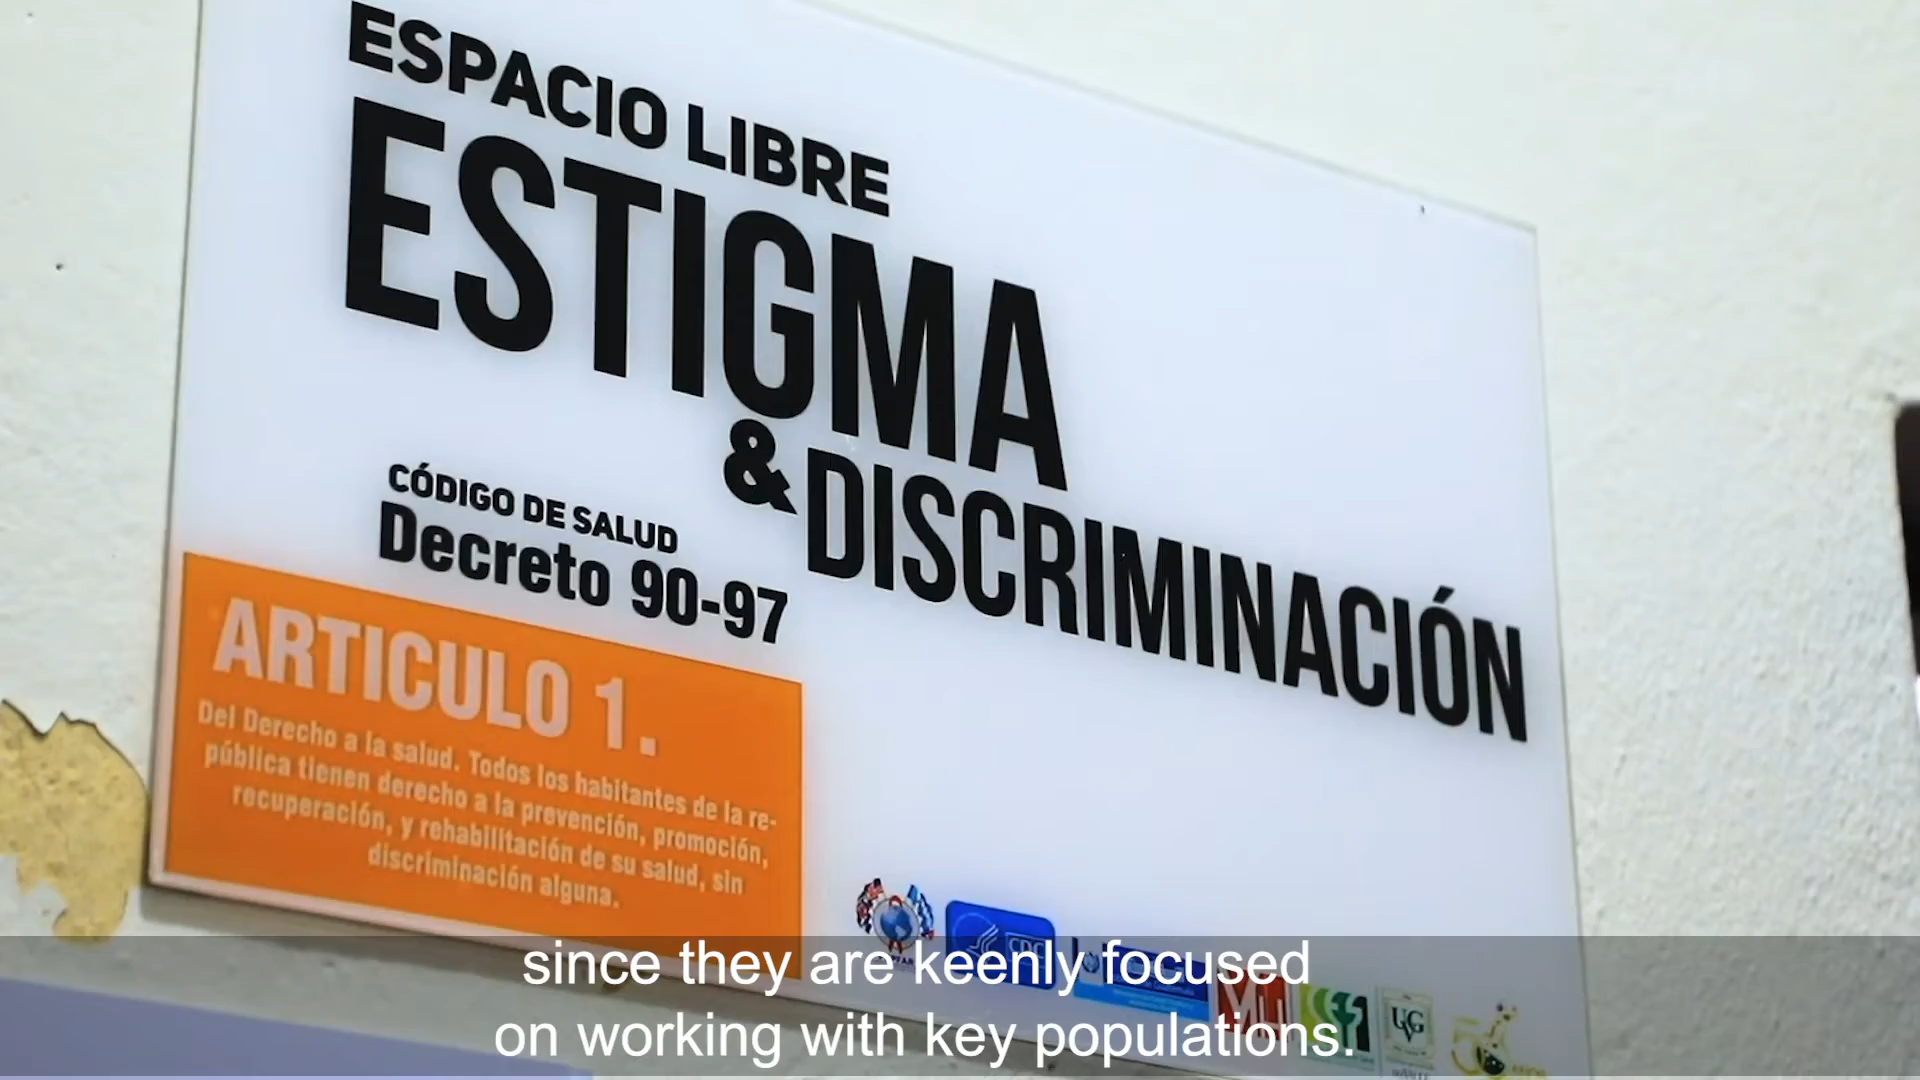 ESPACIO LIBRE
ESTIGMA
& DISCRIMINACIÓN
CÓDIGO DE SALUD
Decreto 90-97
ARTICULO 1.
Del Derecho a la salud. Todos los habitantes de la re-
pública tienen derecho a la prevención, promoción,
recuperación, y rehabilitación de su salud, sin
discriminación alguna.
CDC
UVG
since they are keenly focused
on working with key populations.